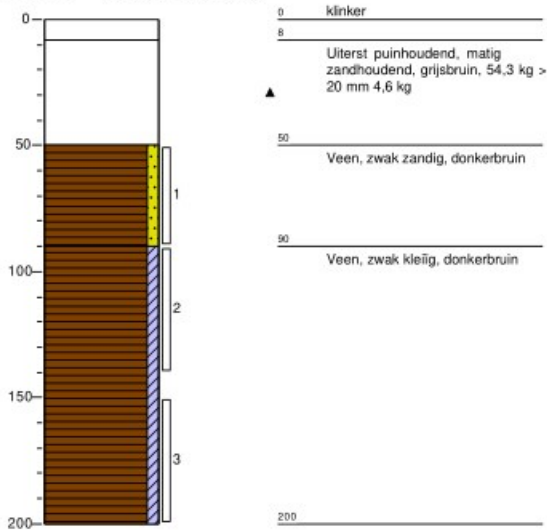 0
klinker
0
8
Uiterst puinhoudend, matig
zandhoudend, grijsbruin, 54,3 kg >
20 mm 4,6 kg
50
50
Veen, zwak zandig, donkerbruin
1
90
Veen, zwak kleiïg, donkerbruin
100
2
150
3
200
200